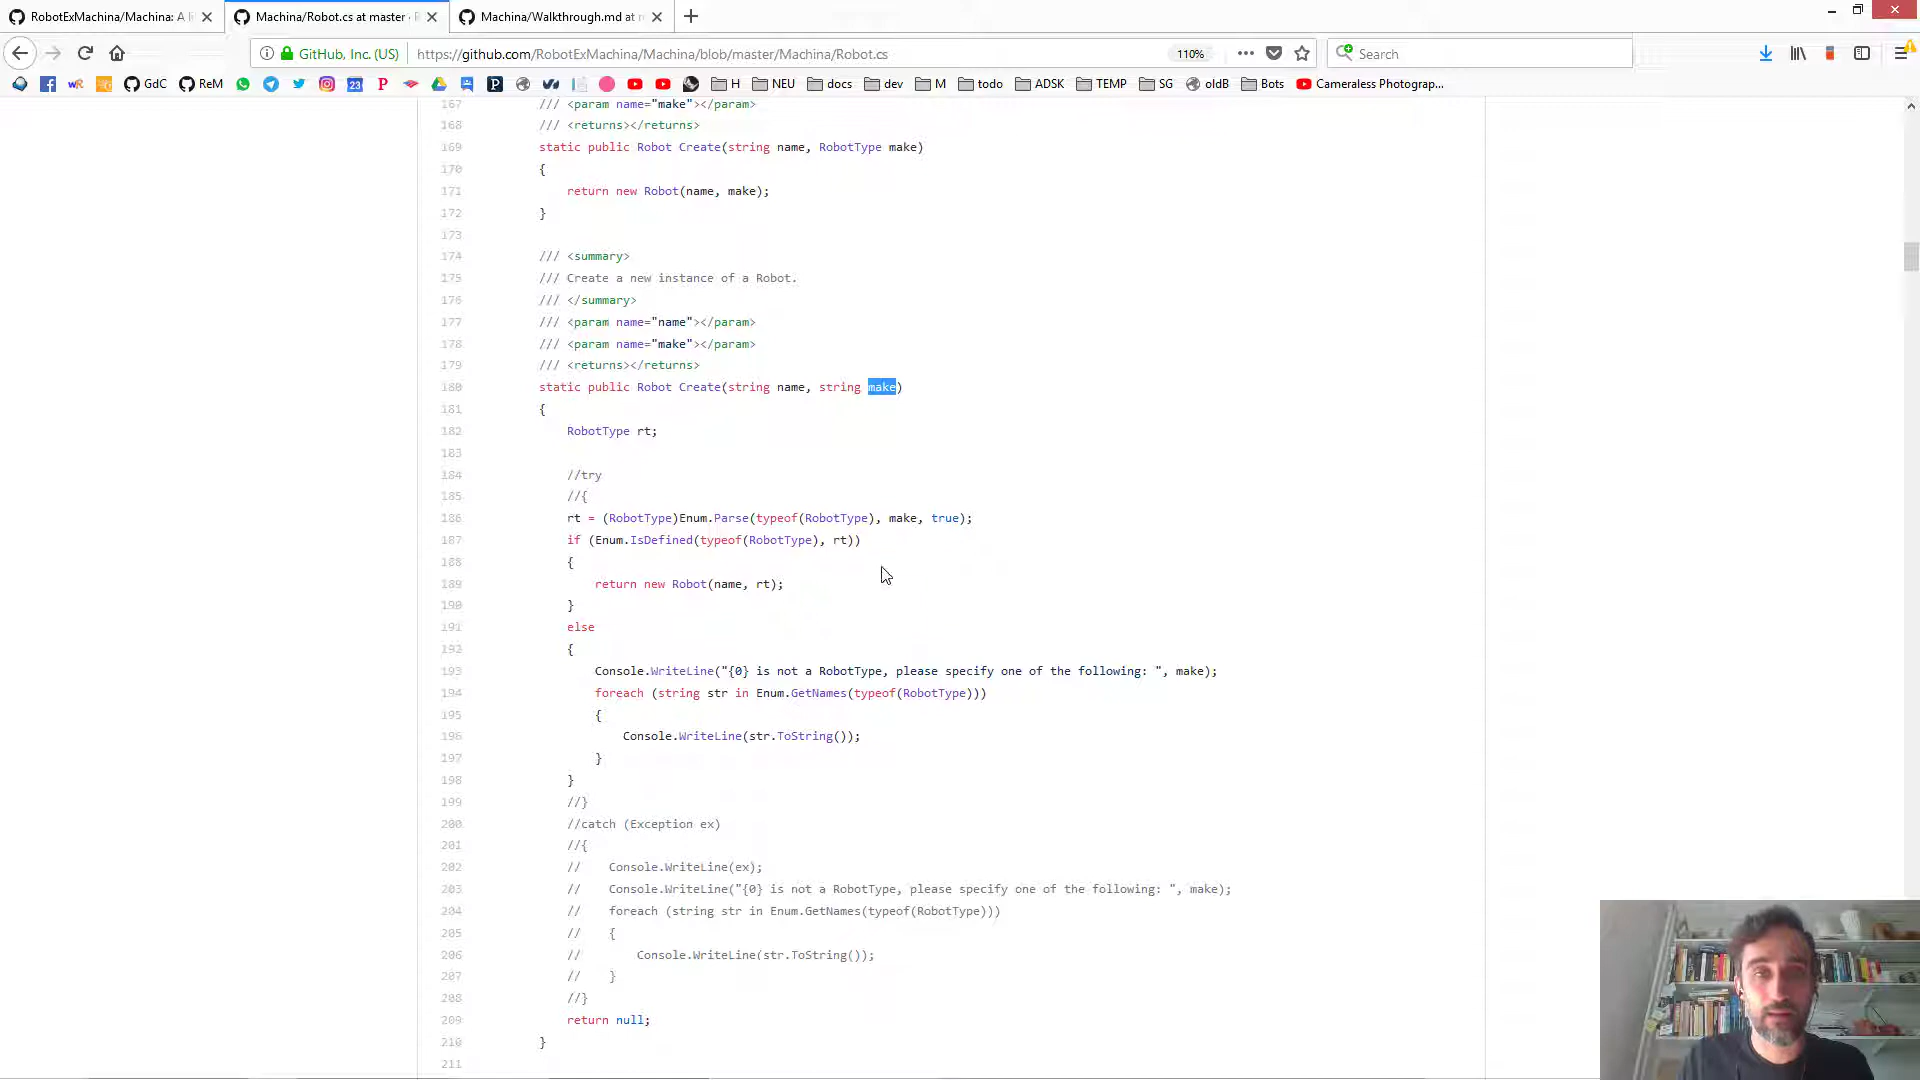 RobotExMachina/Machina: A li
Machina/Robot.cs at master · R
Machina/Walkthrough.md at m
GitHub, Inc. (US)
https://github.com/RobotExMachina/Machina/blob/master/Machina/Robot.cs
110%
Search
GdC
ReM
23
H
NEU
docs
dev
M
todo
ADSK
TEMP
SG
oldB
Bots
Cameraless Photograp...
167 /// <param name="make"></param>
168 /// <returns></returns>
169 static public Robot Create(string name, RobotType make)
170 {
171 return new Robot(name, make);
172 }
173
174 /// <summary>
175 /// Create a new instance of a Robot.
176 /// </summary>
177 /// <param name="name"></param>
178 /// <param name="make"></param>
179 /// <returns></returns>
180 static public Robot Create(string name, string make)
181 {
182 RobotType rt;
183
184 //try
185 //{
186 rt = (RobotType)Enum.Parse(typeof(RobotType), make, true);
187 if (Enum.IsDefined(typeof(RobotType), rt))
188 {
189 return new Robot(name, rt);
190 }
191 else
192 {
193 Console.WriteLine("{0} is not a RobotType, please specify one of the following: ", make);
194 foreach (string str in Enum.GetNames(typeof(RobotType)))
195 {
196 Console.WriteLine(str.ToString());
197 }
198 }
199 //}
200 //catch (Exception ex)
201 //{
202 // Console.WriteLine(ex);
203 // Console.WriteLine("{0} is not a RobotType, please specify one of the following: ", make);
204 // foreach (string str in Enum.GetNames(typeof(RobotType)))
205 // {
206 // Console.WriteLine(str.ToString());
207 // }
208 //}
209 return null;
210 }
211